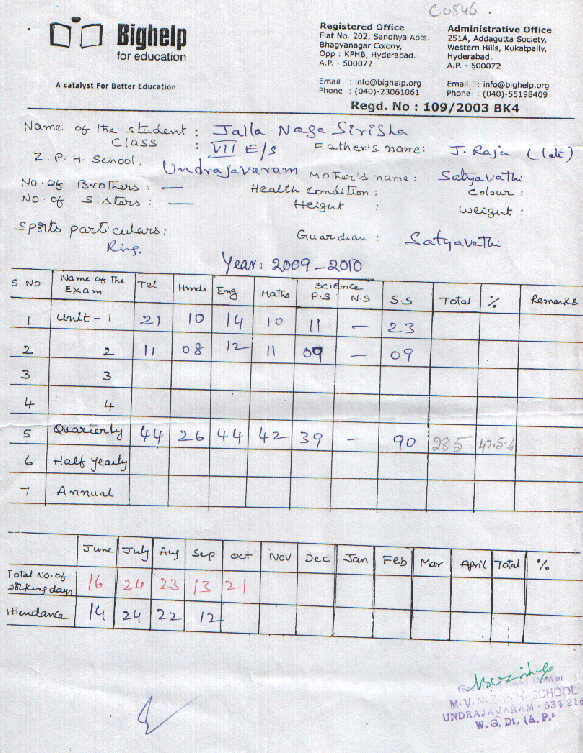 C0546.
Bighelp
for education
A catalyst For Better Education
Registered Office
Flat No. 202, Sandhya Apts.
Bhagyanagar Colony,
Opp : KPHB, Hyderabad.
A.P. - 500072
Email : info@bighelp.org
Phone : (040)-23061061
Administrative Office
251A, Addagutta Society,
Western Hills, Kukatpally,
Hyderabad.
A.P. - 500072
Email : info@bighelp.org
Phone : (040)-55198409
Regd. No : 109/2003 BK4
Name of the student : Jalla Naga Sirisha
Class : VII E/S Father's name: J. Raju (late)
Z. P. H. School. Undrajavaram Mother's name : Satyavathi
No. of Brothers : — Health Condition : Colour :
No. of Sisters : — Height : Weight :
Sports particulars: Guardian : Satyavathi
Ring.
Year: 2009-2010
S NO Name of the Exam Tel Hindi Eng Maths Science P.S N.S S.S Total % Remarks
1 Unit - 1 21 10 14 10 11 — 23
2 2 11 08 12 11 09 — 09
3 3
4 4
5 Quarterly 44 26 44 42 39 - 90 285
6 Half Yearly
7 Annual
June July Aug Sep Oct Nov Dec Jan Feb Mar April Total %
Total No. of working days 16 26 23 13 21
Attendance 14 24 22 12
SCHOOL
UNDRAJAVARAM - 534 216
W. G. Dt. (A. P.)